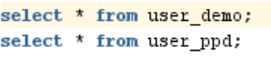 select * from user_demo;
select * from user_ppd;